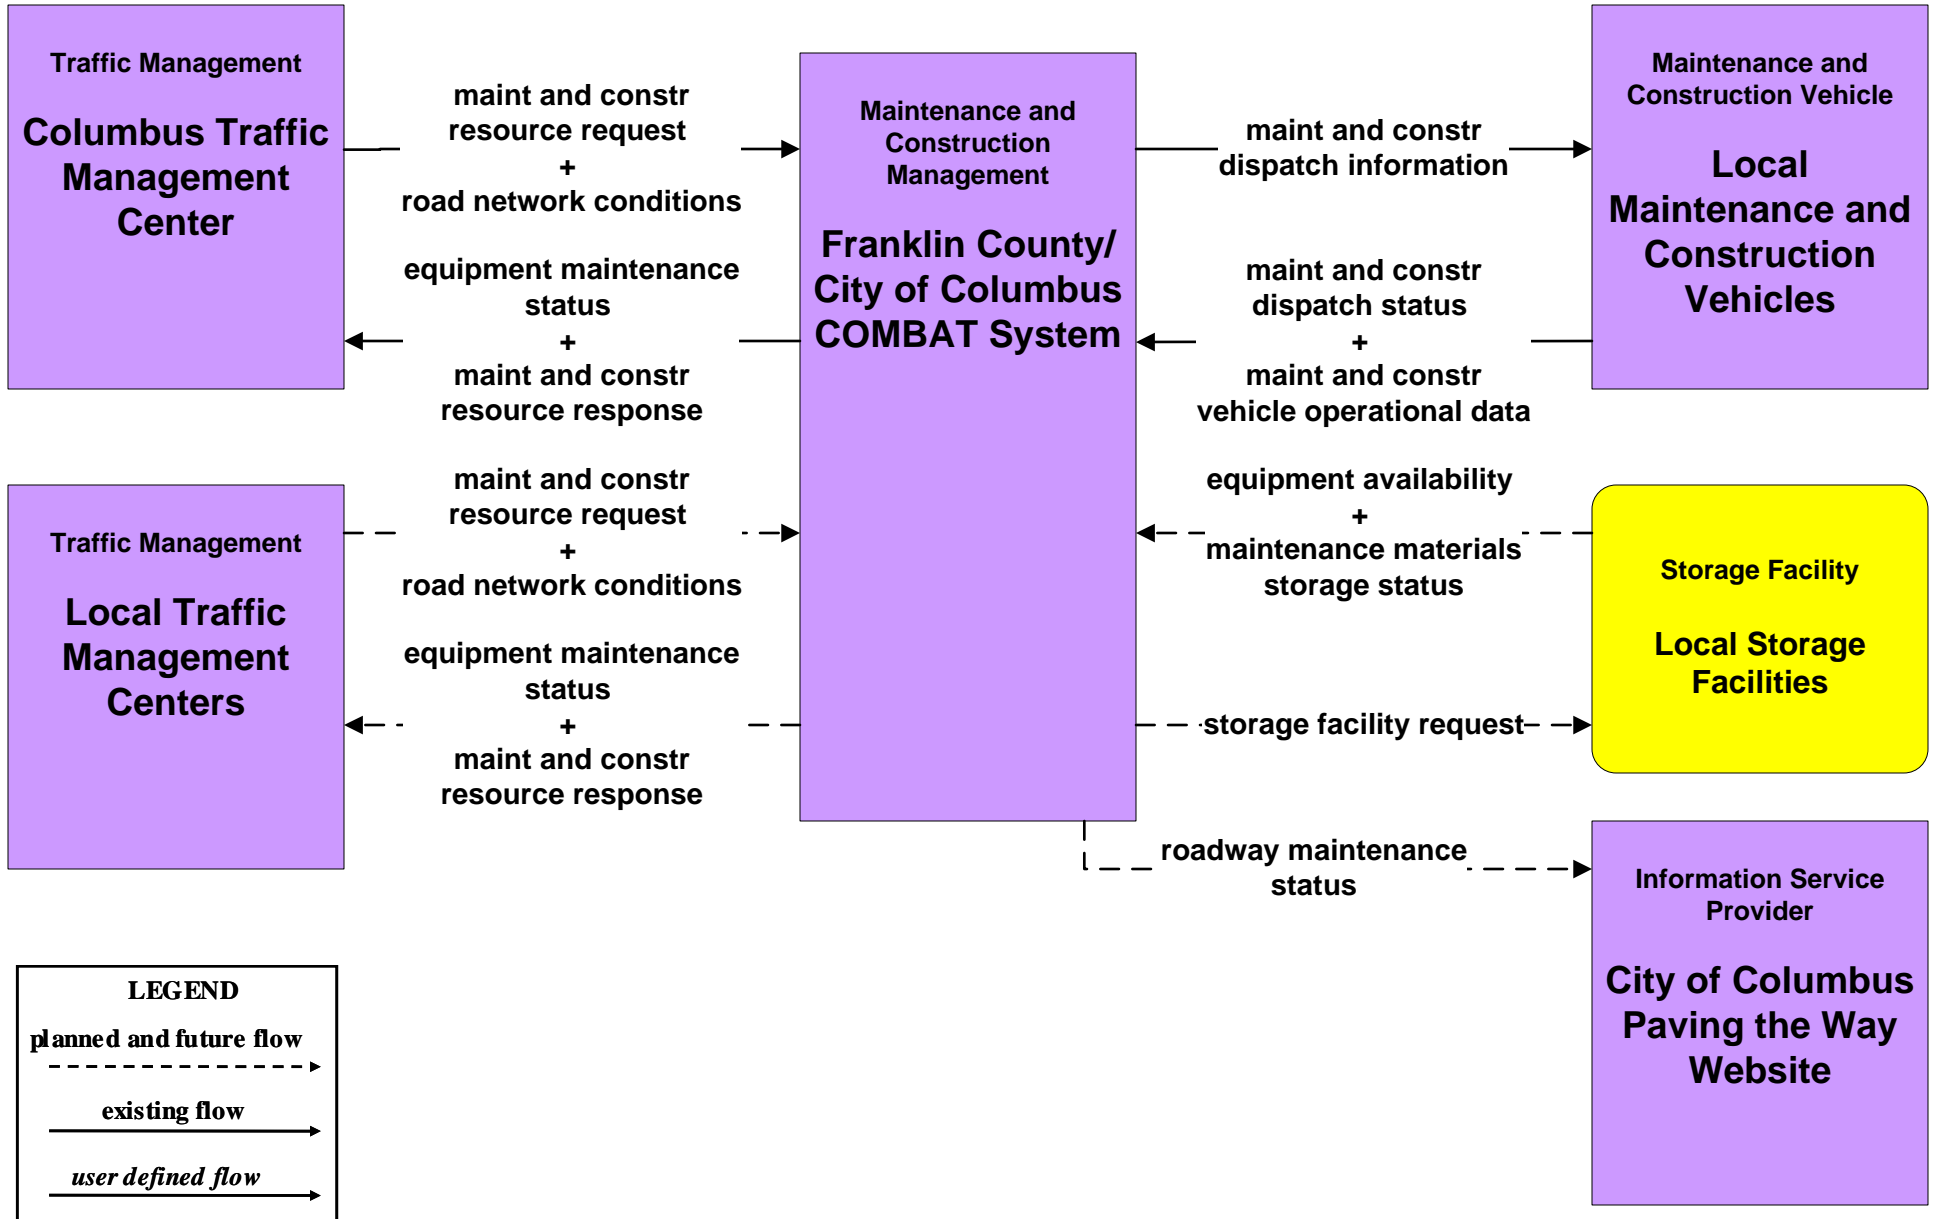 Traffic Management
Columbus Traffic
Management
Center
maint and constr
resource request
+
road network conditions
equipment maintenance
status
+
maint and constr
resource response
Maintenance and
Construction
Management
Franklin County/
City of Columbus
COMBAT System
maint and constr
dispatch information
maint and constr
dispatch status
+
maint and constr
vehicle operational data
Maintenance and
Construction Vehicle
Local
Maintenance and
Construction
Vehicles
Traffic Management
Local Traffic
Management
Centers
maint and constr
resource request
+
road network conditions
equipment maintenance
status
+
maint and constr
resource response
equipment availability
+
maintenance materials
storage status
storage facility request
Storage Facility
Local Storage
Facilities
roadway maintenance
status
Information Service
Provider
City of Columbus
Paving the Way
Website
LEGEND
planned and future flow
existing flow
user defined flow